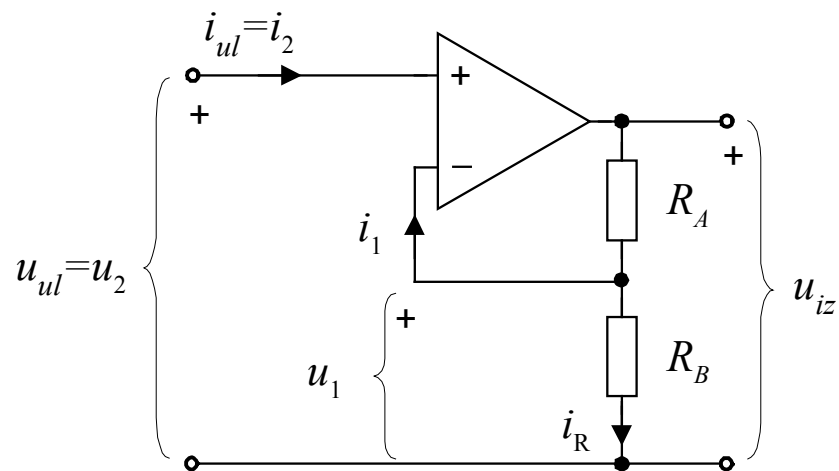 i_ul=i_2
+
+
−
+
+
R_A
i_1
u_ul=u_2
+
u_iz
u_1
R_B
i_R